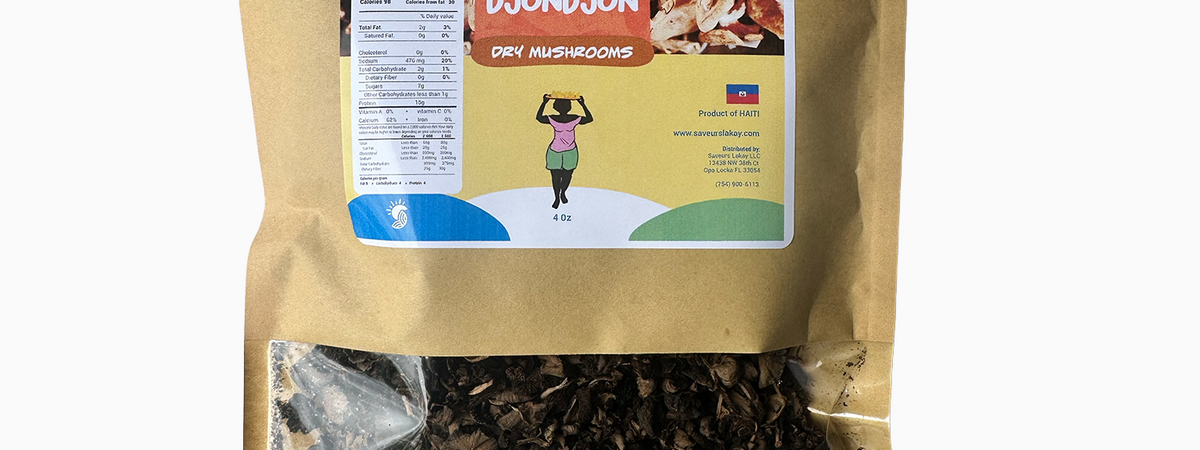 Calories 98 Calories from fat 30
% Daily value
Total Fat 2g 3%
Satured Fat 0g 0%
Cholesterol 0g 0%
Sodium 470 mg 20%
Total Carbohydrate 2g 1%
Dietary Fiber 0g 0%
Sugars 7g
Other Carbohydrates less than 1g
Protein 10g
Vitamin A 0% • vitamin C 0%
Calcium 62% • Iron 0%
DJONDJON
DRY MUSHROOMS
Product of HAITI
www.saveurslakay.com
Distributed by:
Saveurs Lakay LLC
13438 NW 38th Ct
Opa Locka FL 33054
(754) 900-6113
4 Oz